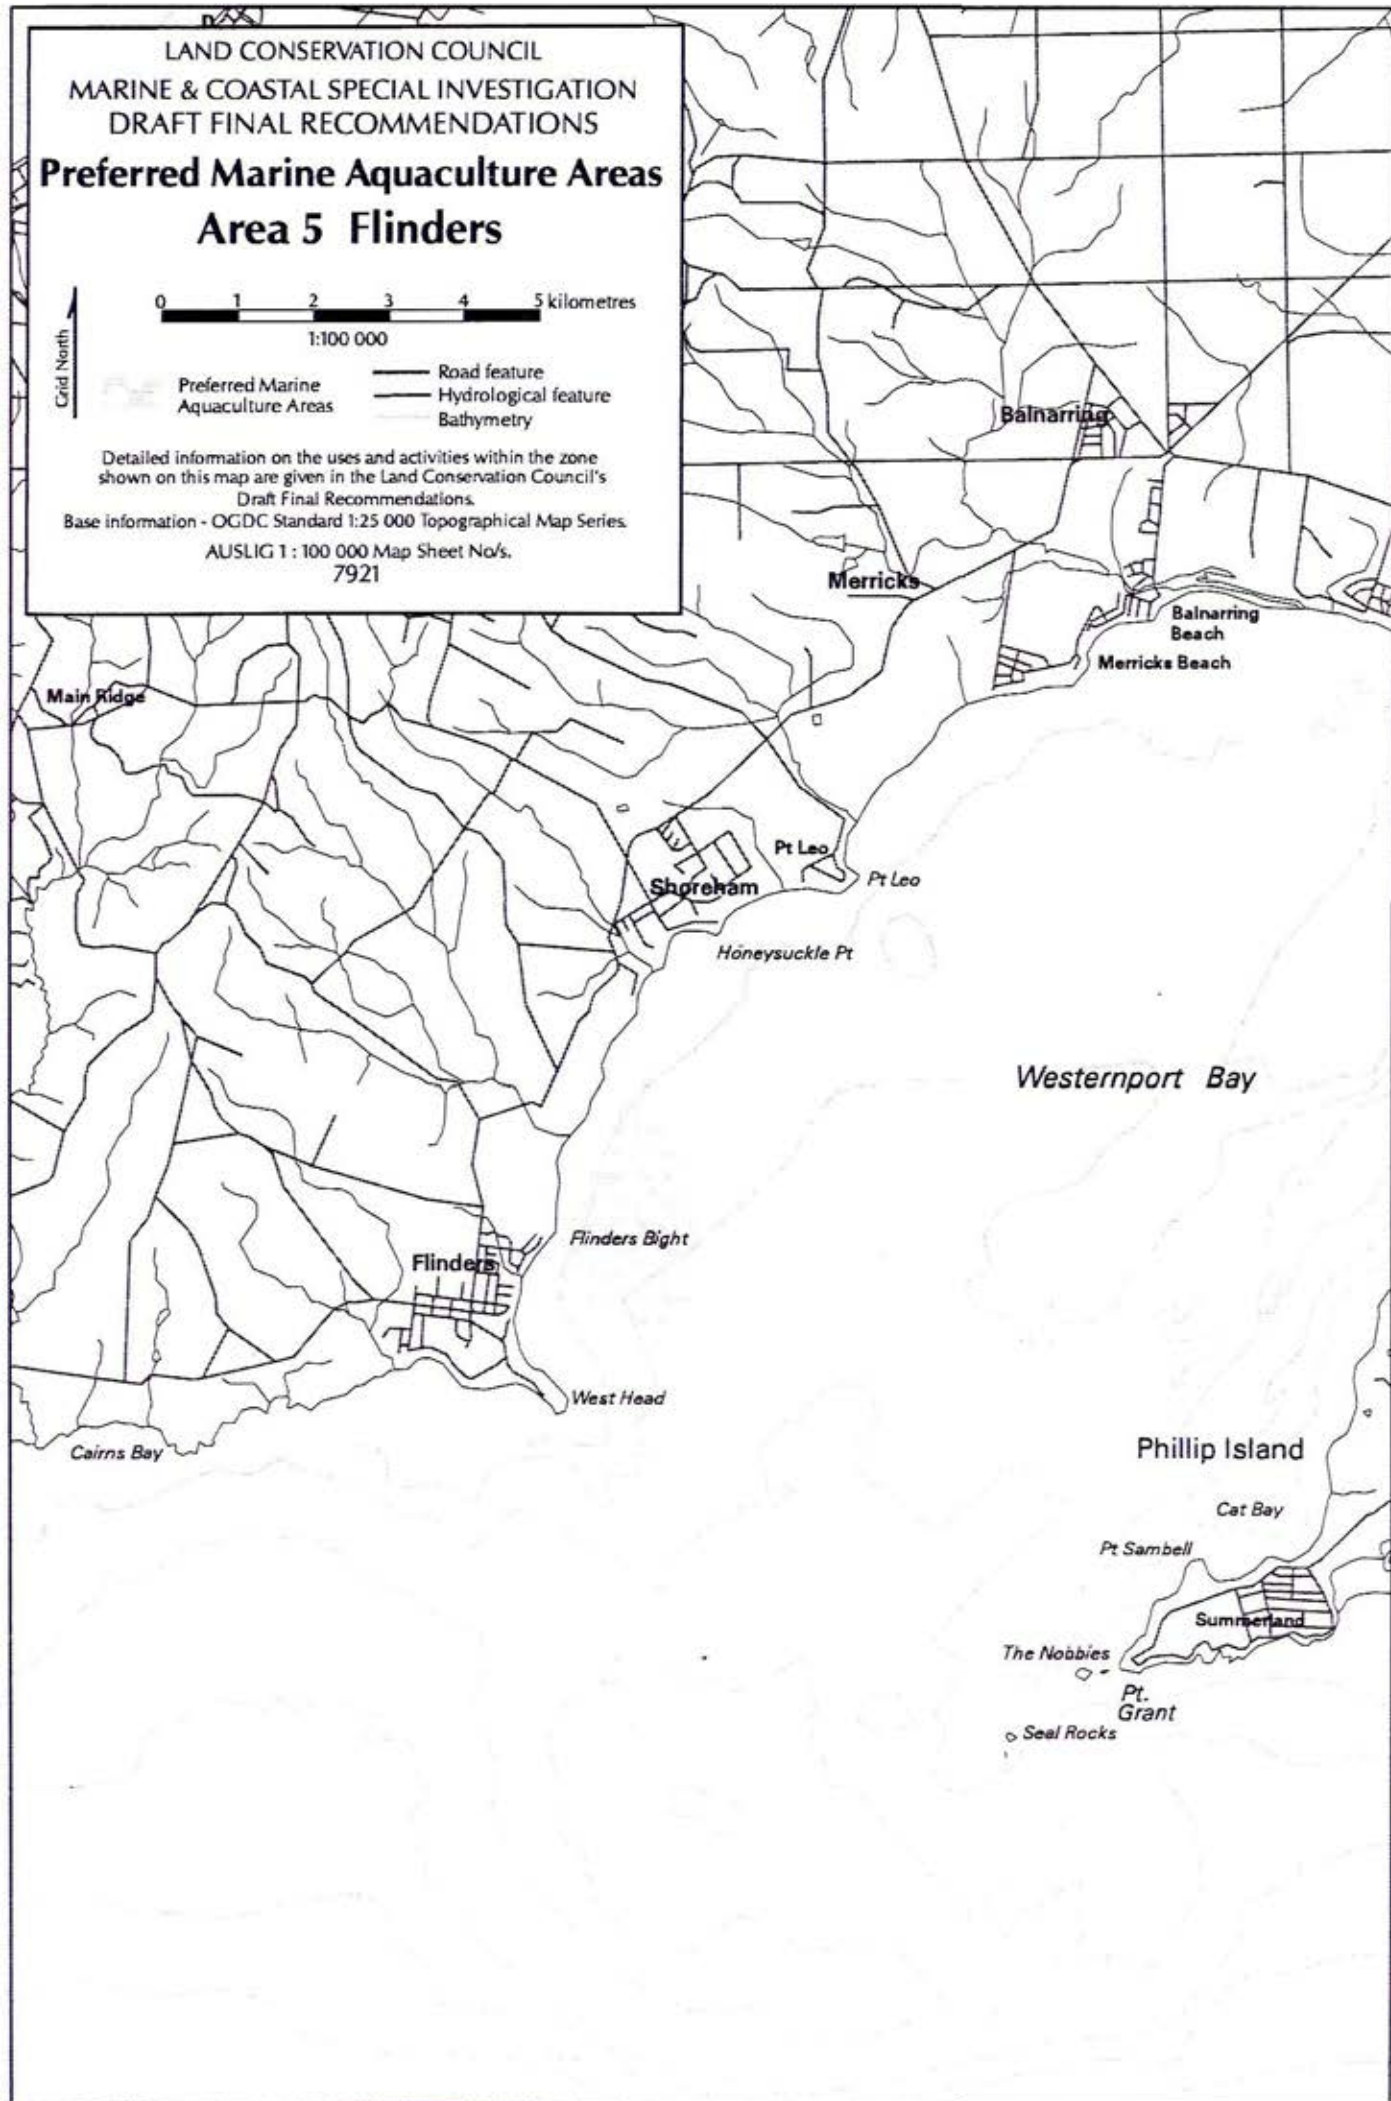 LAND CONSERVATION COUNCIL
MARINE & COASTAL SPECIAL INVESTIGATION
DRAFT FINAL RECOMMENDATIONS
Preferred Marine Aquaculture Areas
Area 5 Flinders
0 1 2 3 4 5 kilometres
1:100 000
Grid North
Preferred Marine
Aquaculture Areas
Road feature
Hydrological feature
Bathymetry
Detailed information on the uses and activities within the zone
shown on this map are given in the Land Conservation Council's
Draft Final Recommendations.
Base information - OGDC Standard 1:25 000 Topographical Map Series.
AUSLIG 1 : 100 000 Map Sheet No/s.
7921
Balnarring
Merricks
Balnarring
Beach
Merricks Beach
Main Ridge
Pt Leo
Pt Leo
Shoreham
Honeysuckle Pt
Westernport Bay
Flinders Bight
Flinders
West Head
Cairns Bay
Phillip Island
Cat Bay
Pt Sambell
Summerland
The Nobbies
Pt.
Grant
Seal Rocks